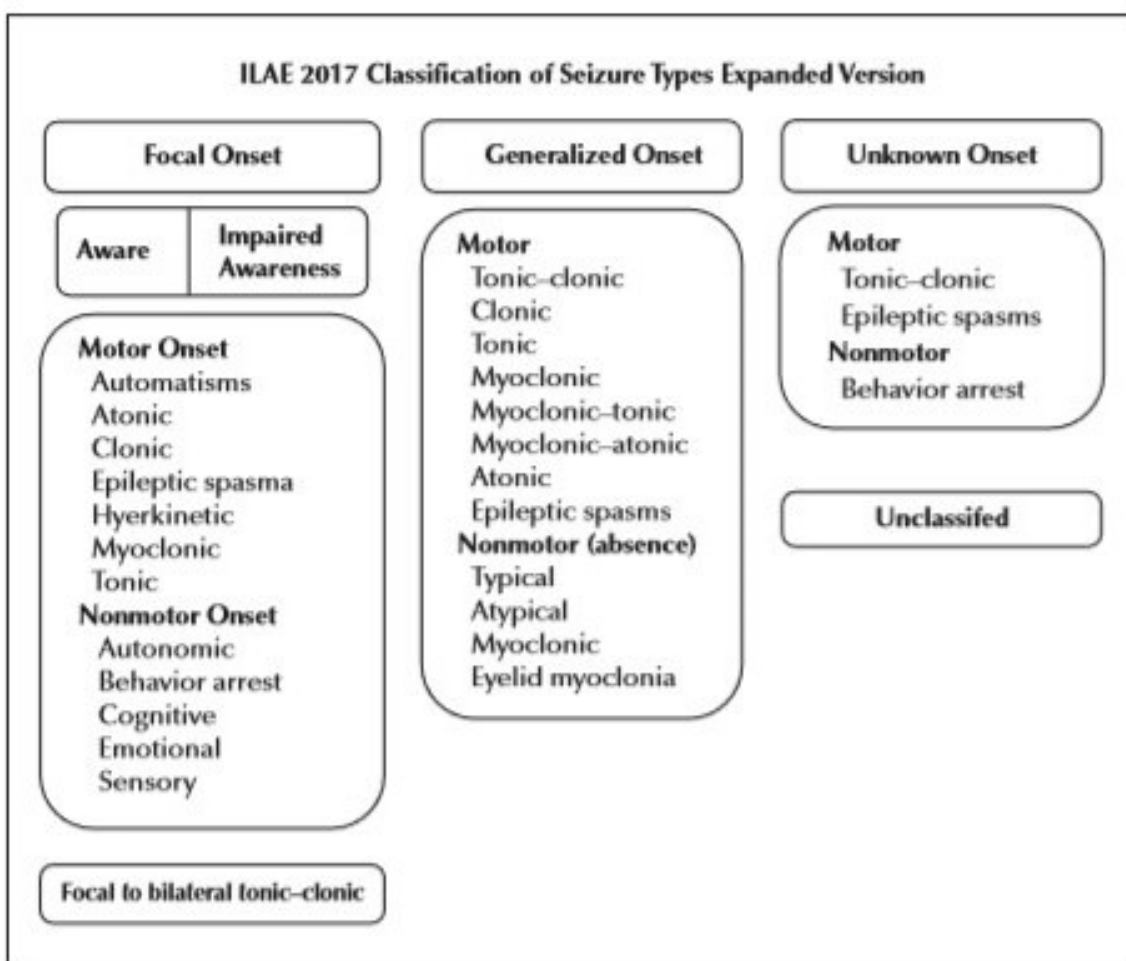 ILAE 2017 Classification of Seizure Types Expanded Version
Focal Onset
Aware
Impaired
Awareness
Motor Onset
Automatisms
Atonic
Clonic
Epileptic spasma
Hyerkinetic
Myoclonic
Tonic
Nonmotor Onset
Autonomic
Behavior arrest
Cognitive
Emotional
Sensory
Focal to bilateral tonic–clonic
Generalized Onset
Motor
Tonic–clonic
Clonic
Tonic
Myoclonic
Myoclonic–tonic
Myoclonic–atonic
Atonic
Epileptic spasms
Nonmotor (absence)
Typical
Atypical
Myoclonic
Eyelid myoclonia
Unknown Onset
Motor
Tonic–clonic
Epileptic spasms
Nonmotor
Behavior arrest
Unclassifed